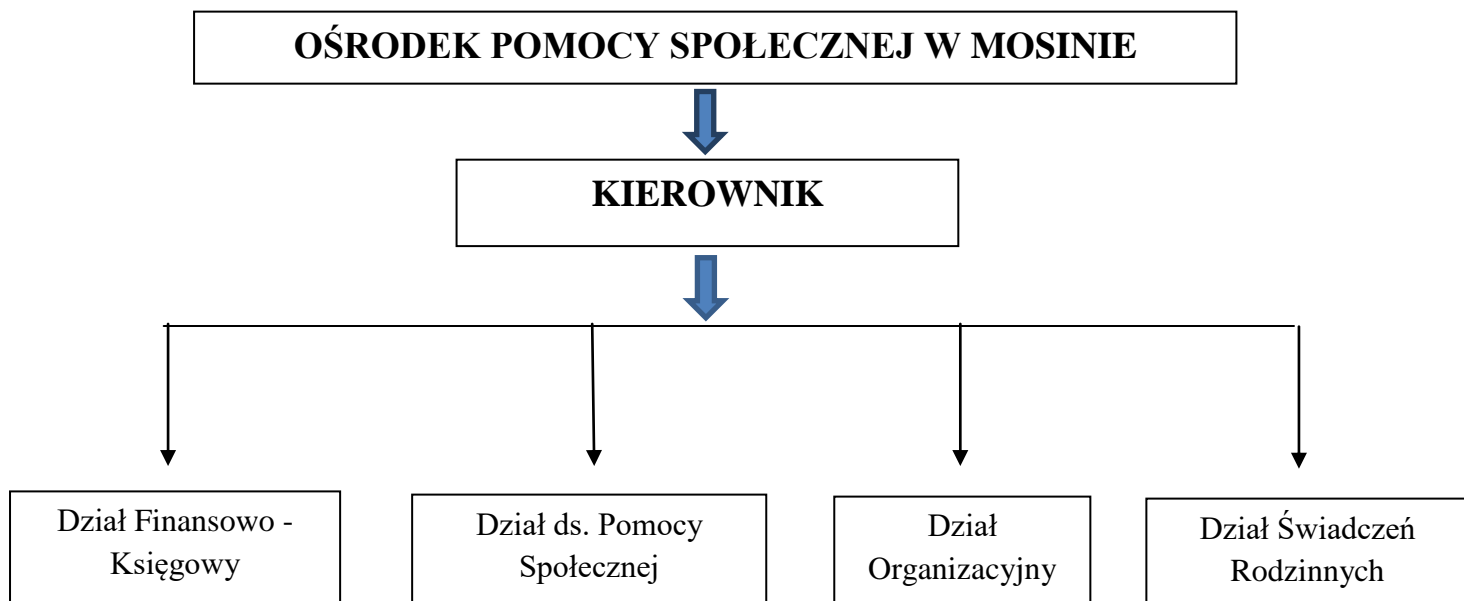 OŚRODEK POMOCY SPOŁECZNEJ W MOSINIE
KIEROWNIK
Dział Finansowo -
Księgowy
Dział ds. Pomocy
Społecznej
Dział
Organizacyjny
Dział Świadczeń
Rodzinnych